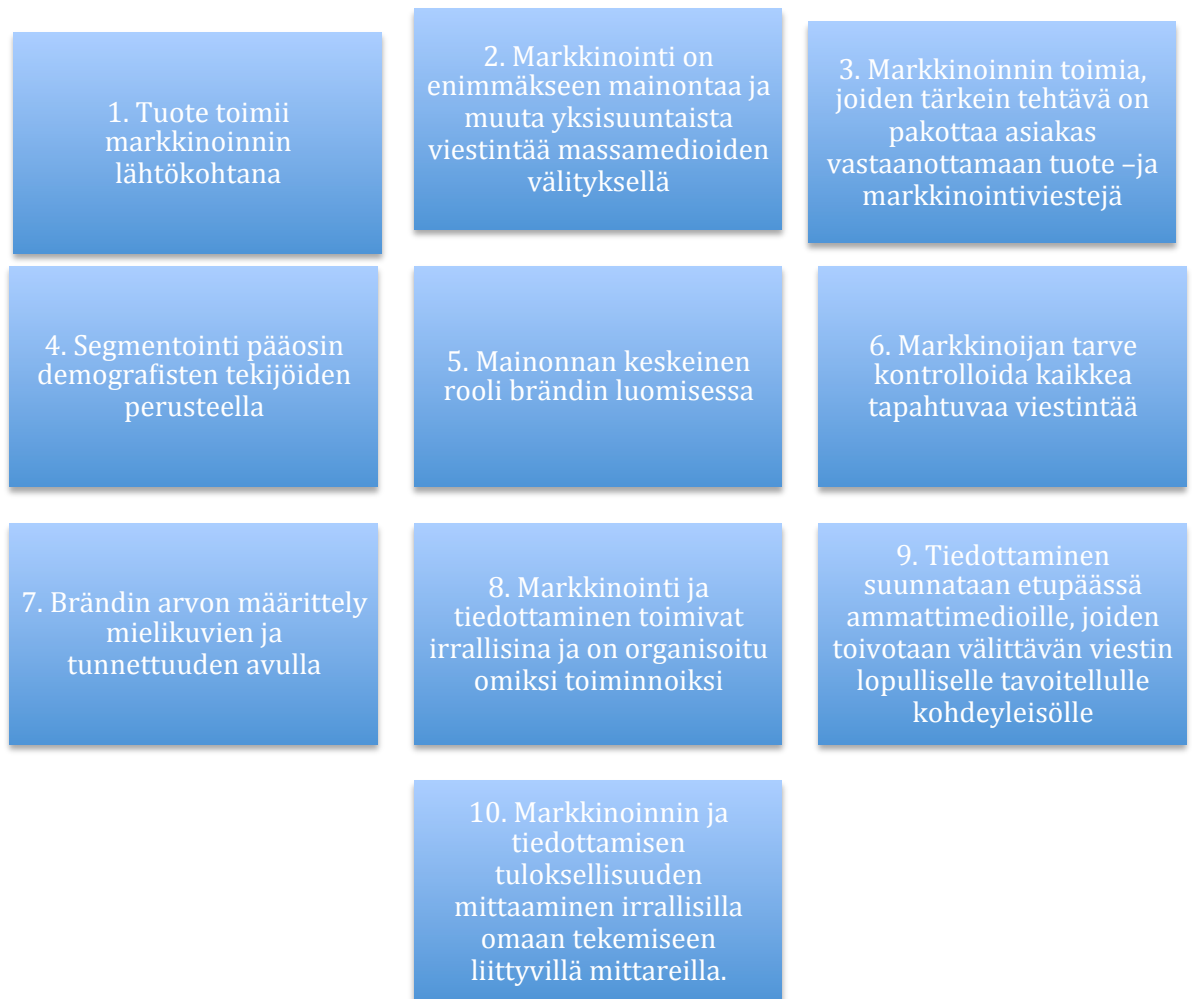 1. Tuote toimii
markkinoinnin
lähtökohtana
2. Markkinointi on
enimmäkseen mainontaa ja
muuta yksisuuntaista
viestintää massamedioiden
välityksellä
3. Markkinoinnin toimia,
joiden tärkein tehtävä on
pakottaa asiakas
vastaanottamaan tuote –ja
markkinointiviestejä
4. Segmentointi pääosin
demografisten tekijöiden
perusteella
5. Mainonnan keskeinen
rooli brändin luomisessa
6. Markkinoijan tarve
kontrolloida kaikkea
tapahtuvaa viestintää
7. Brändin arvon määrittely
mielikuvien ja
tunnettuuden avulla
8. Markkinointi ja
tiedottaminen toimivat
irrallisina ja on organisoitu
omiksi toiminnoiksi
9. Tiedottaminen
suunnataan etupäässä
ammattimedioille, joiden
toivotaan välittävän viestin
lopulliselle tavoitellulle
kohdeyleisölle
10. Markkinoinnin ja
tiedottamisen
tuloksellisuuden
mittaaminen irrallisilla
omaan tekemiseen
liittyvillä mittareilla.